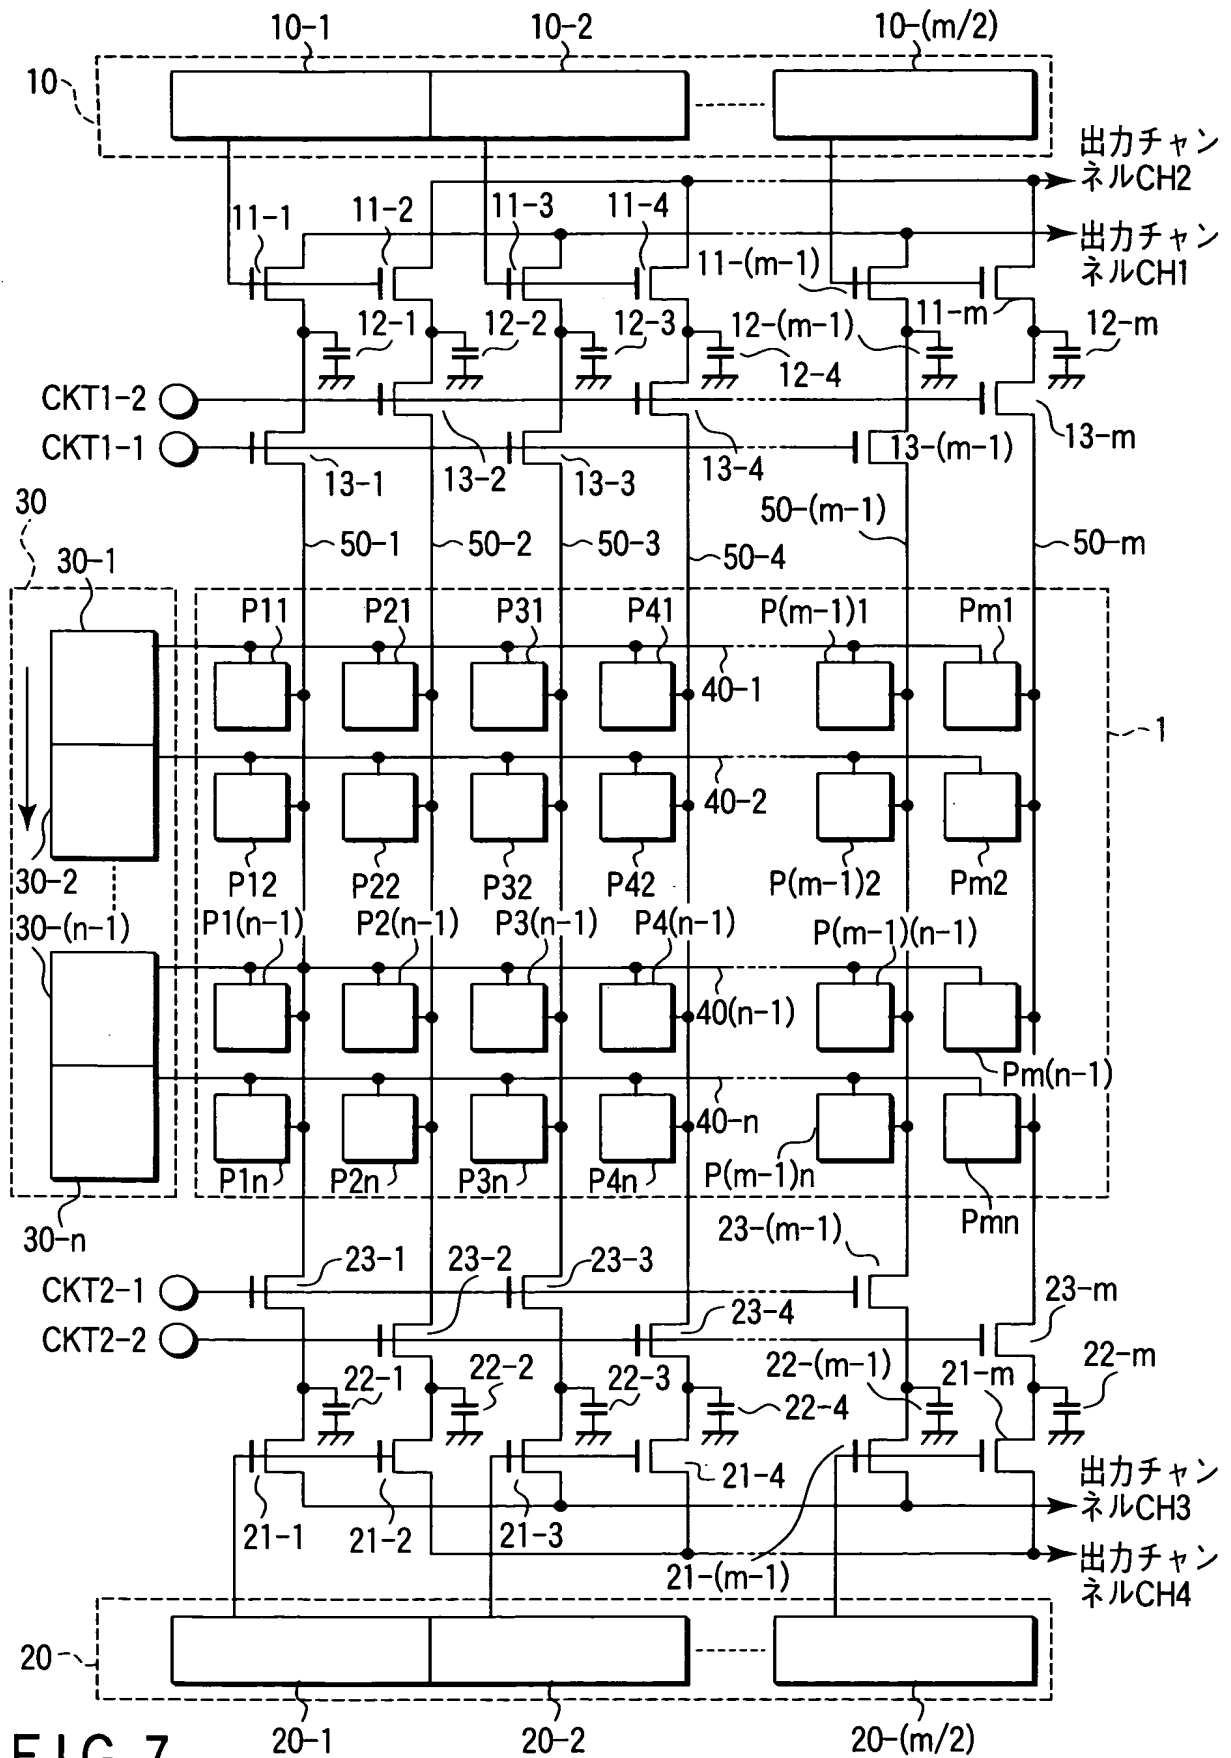 10-1 10-2 10-(m/2)
10
出力チャン
ネルCH2
11-1 11-2 11-3 11-4
出力チャン
ネルCH1
11-(m-1) 11-m
12-1 12-2 12-3 12-(m-1) 12-m
12-4
CKT1-2
CKT1-1
13-1 13-2 13-3 13-4 13-(m-1) 13-m
30
50-(m-1)
30-1 50-1 50-2 50-3 50-4 50-m
P11 P21 P31 P41 P(m-1)1 Pm1
40-1
1
40-2
30-2 P12 P22 P32 P42 P(m-1)2 Pm2
30-(n-1) P1(n-1) P2(n-1) P3(n-1) P4(n-1) P(m-1)(n-1)
40(n-1)
Pm(n-1)
40-n
P1n P2n P3n P4n P(m-1)n
30-n Pmn
23-(m-1)
CKT2-1 23-1 23-2 23-3 23-m
CKT2-2 23-4
22-1 22-2 22-3 22-(m-1) 21-m 22-m
22-4
21-4
出力チャン
ネルCH3
21-1 21-2 21-3
21-(m-1)
出力チャン
ネルCH4
20
20-1 20-2 20-(m/2)
FIG. 7